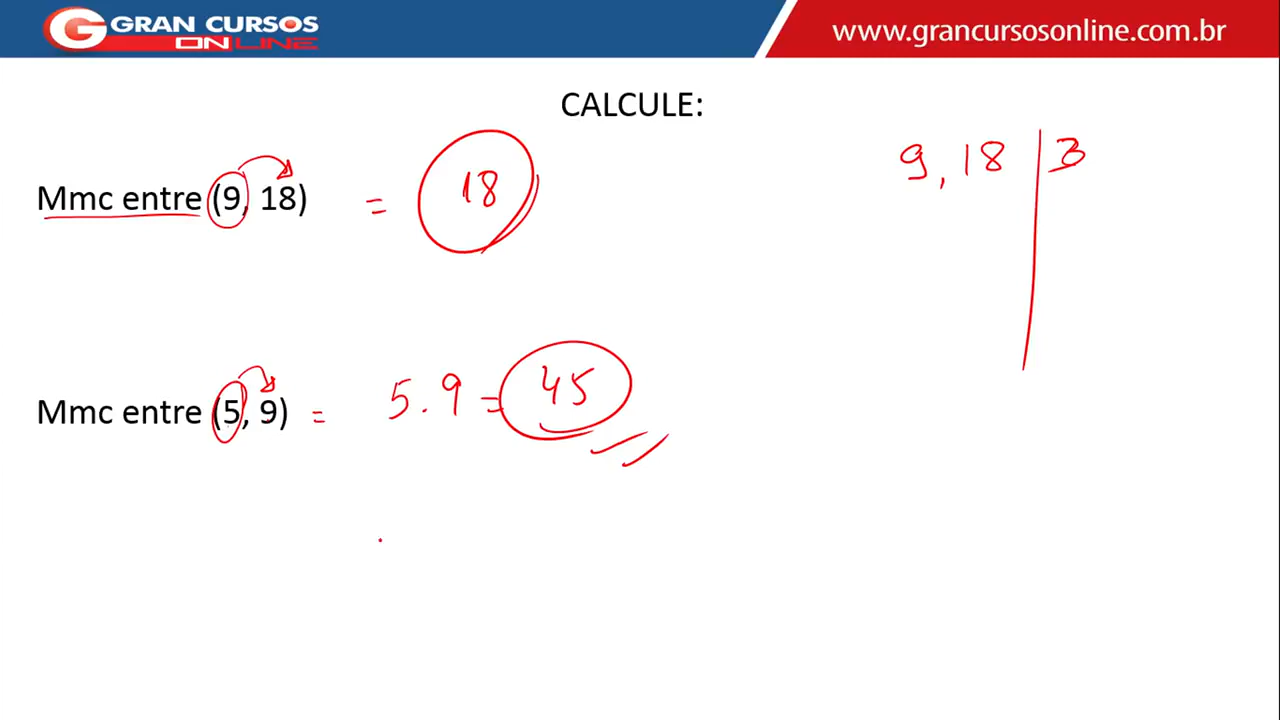 GRAN CURSOS
ONLINE
www.grancursosonline.com.br
CALCULE:
9, 18 | 3
Mmc entre (9, 18) = 18
Mmc entre (5, 9) = 5.9 = 45